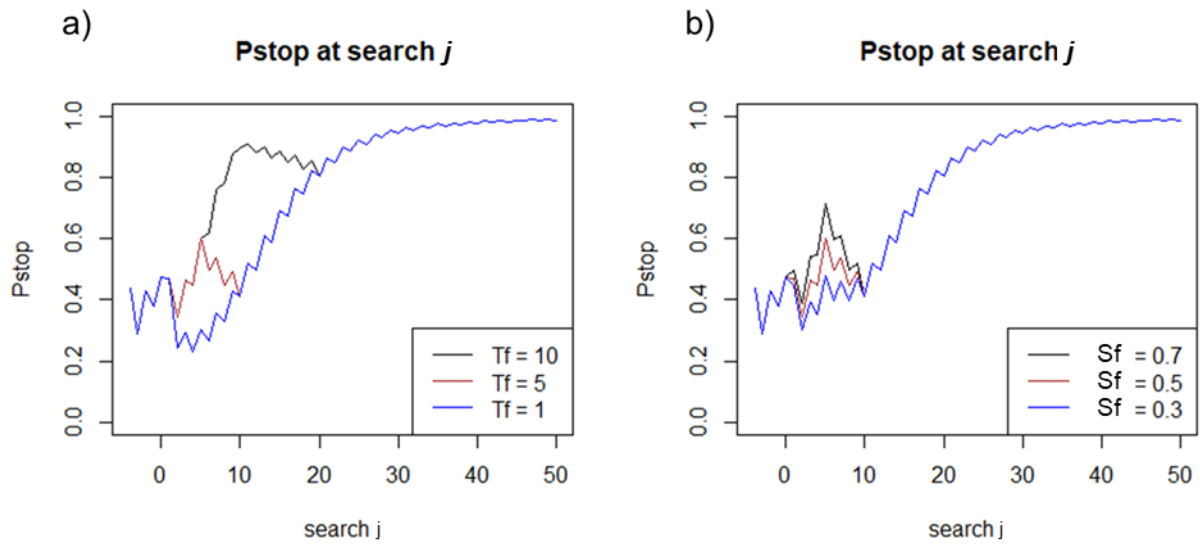 a)
Pstop at search j
Pstop
1.0
0.8
0.6
0.4
0.2
0.0
Tf = 10
Tf = 5
Tf = 1
0 10 20 30 40 50
search j
b)
Pstop at search j
Pstop
1.0
0.8
0.6
0.4
0.2
0.0
Sf = 0.7
Sf = 0.5
Sf = 0.3
0 10 20 30 40 50
search j